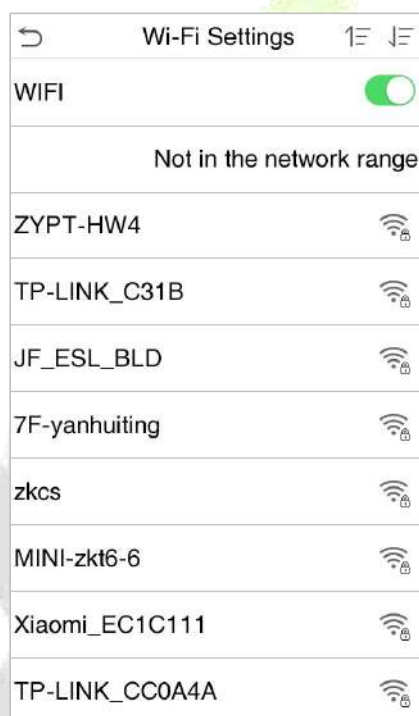 Wi-Fi Settings
WIFI
Not in the network range
ZYPT-HW4
TP-LINK_C31B
JF_ESL_BLD
7F-yanhuiting
zkcs
MINI-zkt6-6
Xiaomi_EC1C111
TP-LINK_CC0A4A